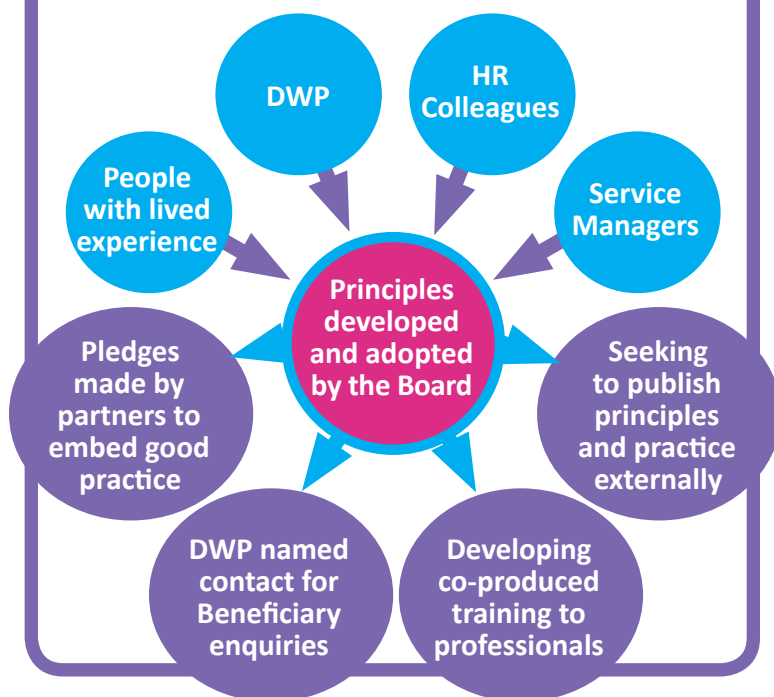 DWP
HR
Colleagues
People
with lived
experience
Service
Managers
Principles
developed
and adopted
by the Board
Pledges
made by
partners to
embed good
practice
Seeking
to publish
principles
and practice
externally
DWP named
contact for
Beneficiary
enquiries
Developing
co-produced
training to
professionals